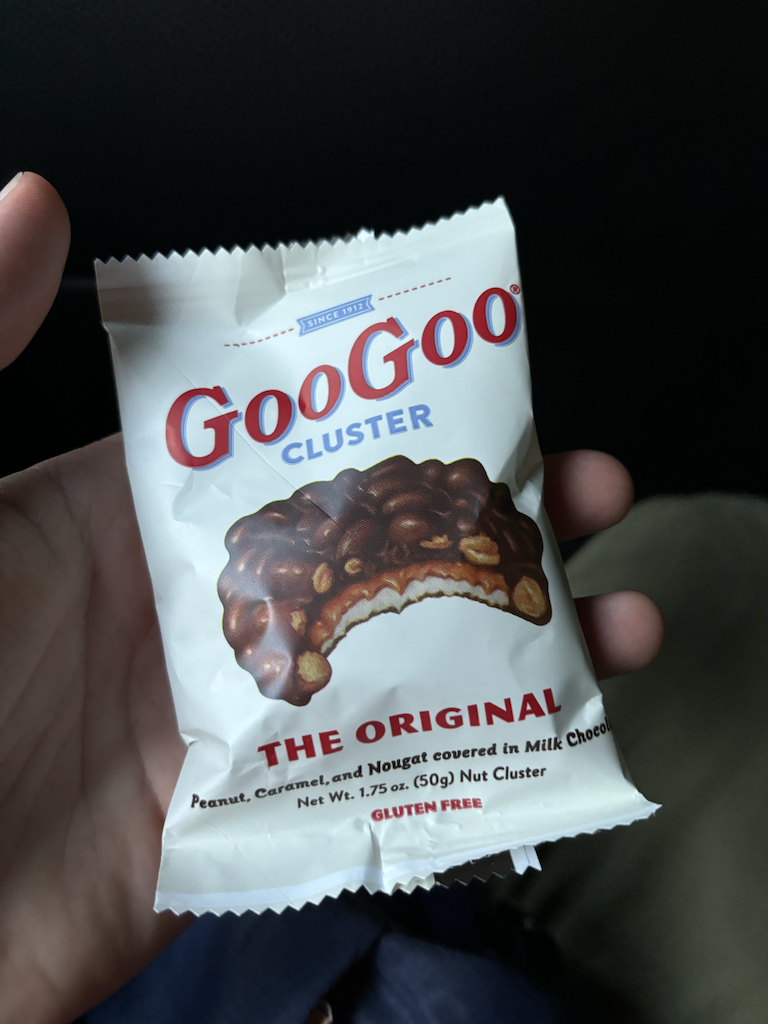 SINCE 1912
GooGoo®
CLUSTER
THE ORIGINAL
Peanut, Caramel, and Nougat covered in Milk
Net Wt. 1.75 oz. (50g) Nut Cluster
GLUTEN FREE